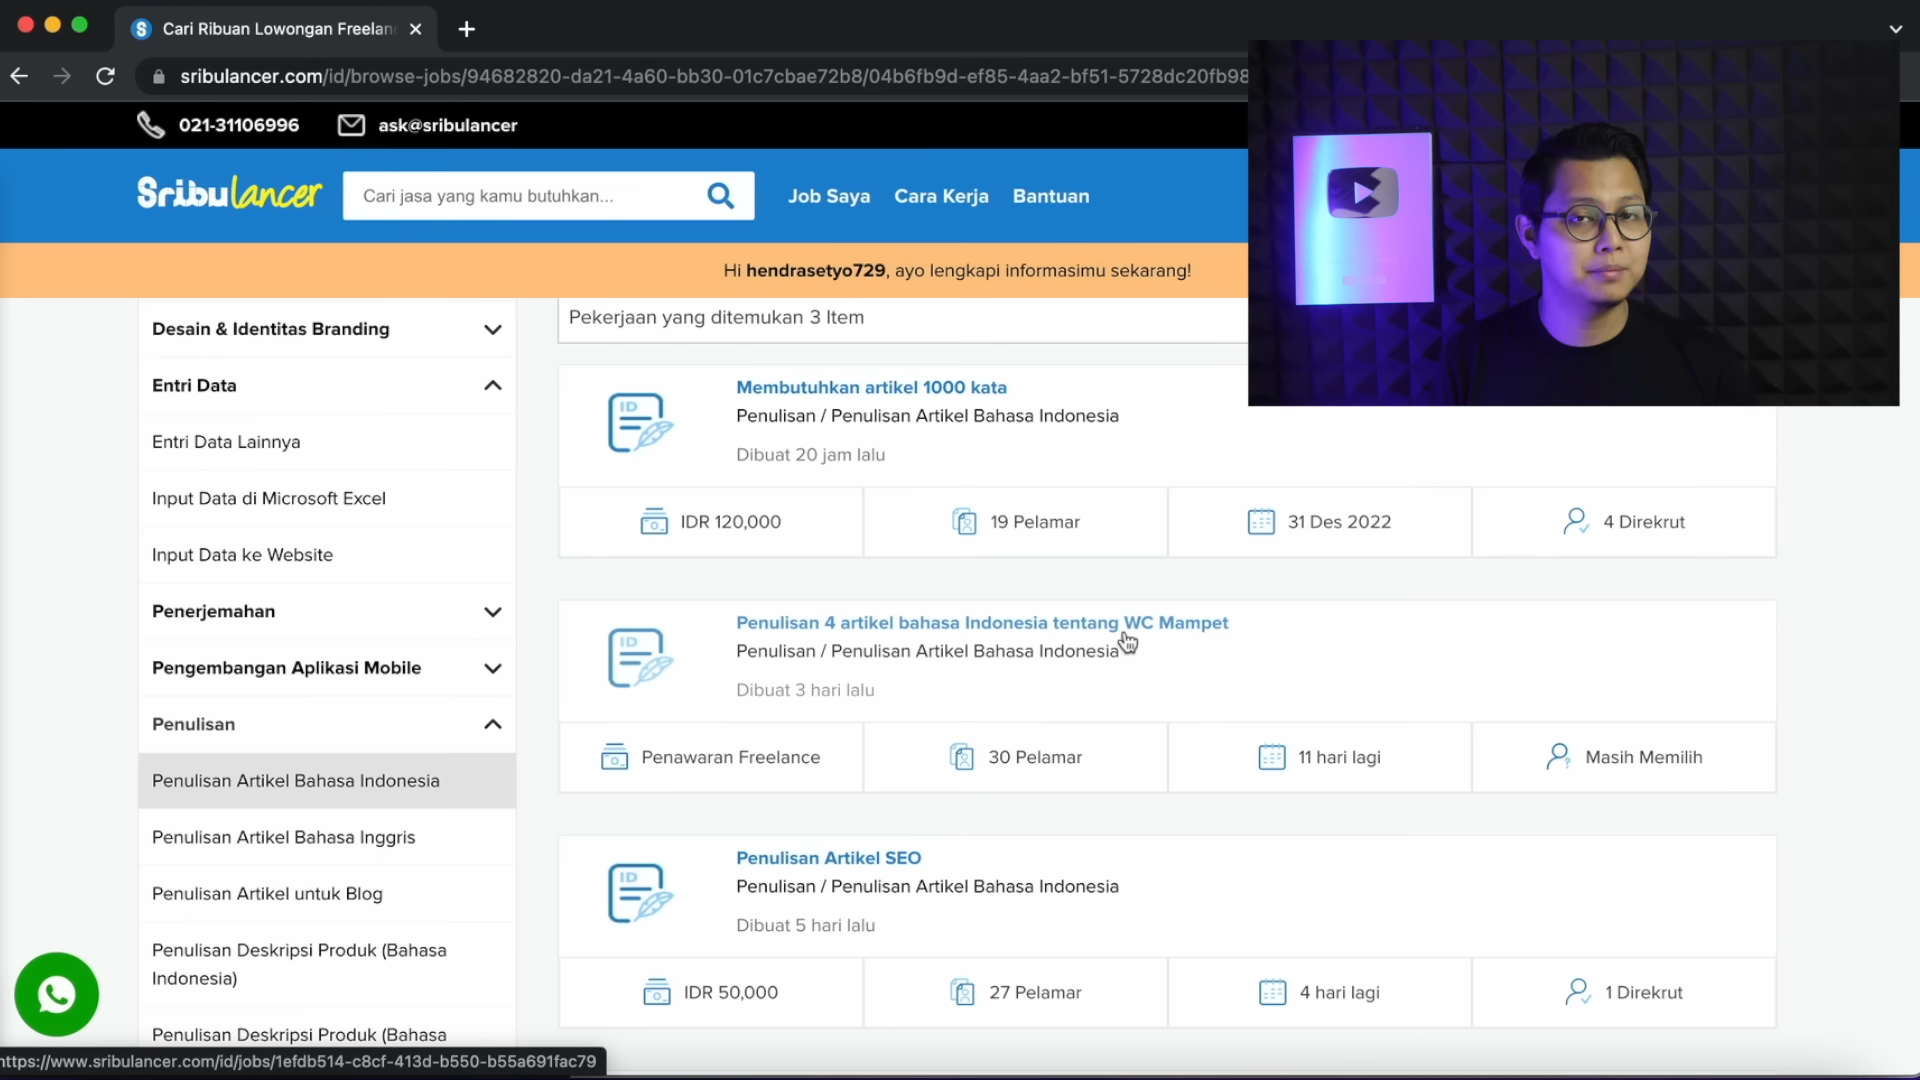 Cari Ribuan Lowongan Freelan
sribulancer.com/id/browse-jobs/94682820-da21-4a60-bb30-01c7cbae72b8/04b6fb9d-ef85-4aa2-bf51-5728dc20fb98
021-31106996
ask@sribulancer
Sribulancer
Cari jasa yang kamu butuhkan...
Job Saya
Cara Kerja
Bantuan
Hi hendrasetyo729, ayo lengkapi informasimu sekarang!
Desain & Identitas Branding
Entri Data
Entri Data Lainnya
Input Data di Microsoft Excel
Input Data ke Website
Penerjemahan
Pengembangan Aplikasi Mobile
Penulisan
Penulisan Artikel Bahasa Indonesia
Penulisan Artikel Bahasa Inggris
Penulisan Artikel untuk Blog
Penulisan Deskripsi Produk (Bahasa
Indonesia)
Penulisan Deskripsi Produk (Bahasa
Pekerjaan yang ditemukan 3 Item
ID
Membutuhkan artikel 1000 kata
Penulisan / Penulisan Artikel Bahasa Indonesia
Dibuat 20 jam lalu
IDR 120,000
19 Pelamar
31 Des 2022
4 Direkrut
ID
Penulisan 4 artikel bahasa Indonesia tentang WC Mampet
Penulisan / Penulisan Artikel Bahasa Indonesia
Dibuat 3 hari lalu
Penawaran Freelance
30 Pelamar
11 hari lagi
Masih Memilih
ID
Penulisan Artikel SEO
Penulisan / Penulisan Artikel Bahasa Indonesia
Dibuat 5 hari lalu
IDR 50,000
27 Pelamar
4 hari lagi
1 Direkrut
https://www.sribulancer.com/id/jobs/1efdb514-c8cf-413d-b550-b55a691fac79